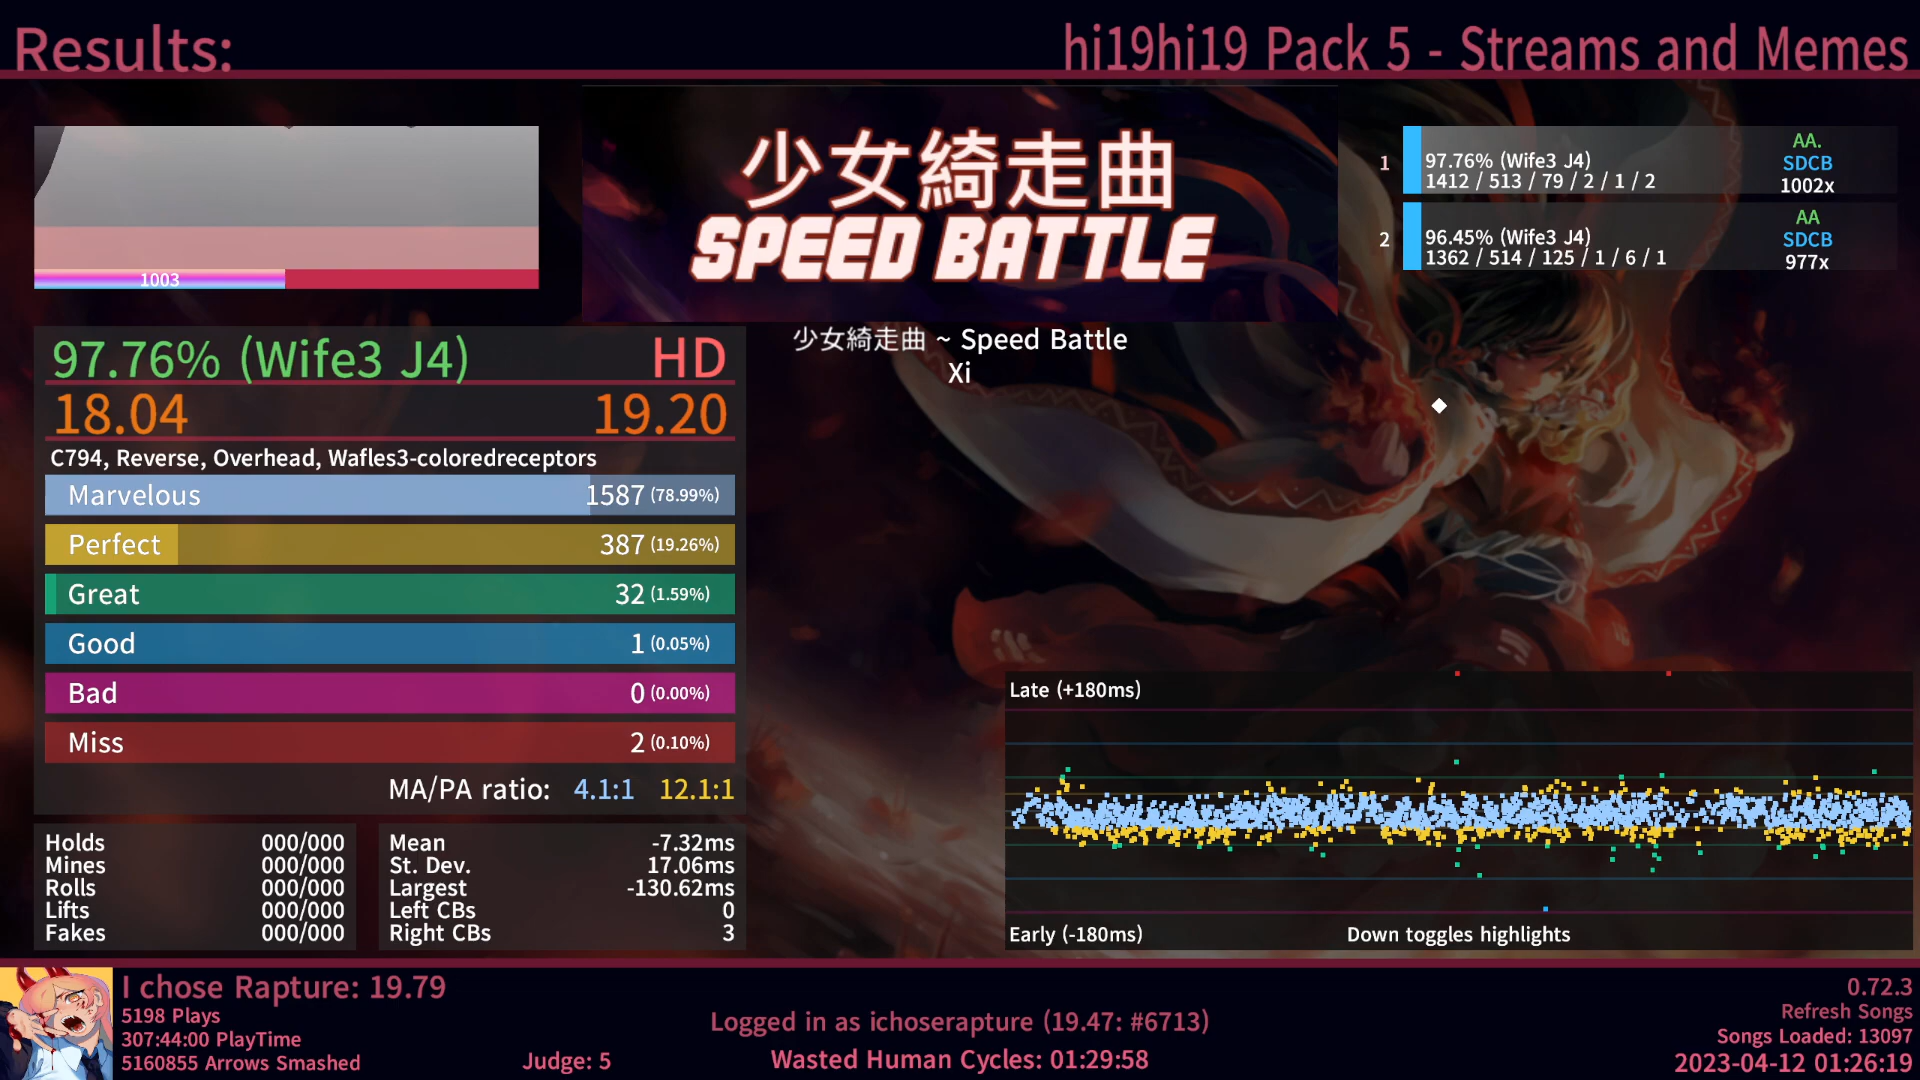 Results:
hi19hi19 Pack 5 - Streams and Memes
1003
少女綺走曲
SPEED BATTLE
少女綺走曲 ~ Speed Battle
Xi
1
97.76% (Wife3 J4)
1412 / 513 / 79 / 2 / 1 / 2
AA.
SDCB
1002x
2
96.45% (Wife3 J4)
1362 / 514 / 125 / 1 / 6 / 1
AA
SDCB
977x
97.76% (Wife3 J4) HD
18.04 19.20
C794, Reverse, Overhead, Wafles3-coloredreceptors
Marvelous 1587 (78.99%)
Perfect 387 (19.26%)
Great 32 (1.59%)
Good 1 (0.05%)
Bad 0 (0.00%)
Miss 2 (0.10%)
MA/PA ratio: 4.1:1 12.1:1
Holds 000/000
Mines 000/000
Rolls 000/000
Lifts 000/000
Fakes 000/000
Mean -7.32ms
St. Dev. 17.06ms
Largest -130.62ms
Left CBs 0
Right CBs 3
Late (+180ms)
Early (-180ms)
Down toggles highlights
I chose Rapture: 19.79
5198 Plays
307:44:00 PlayTime
5160855 Arrows Smashed
Judge: 5
Logged in as ichoserapture (19.47: #6713)
Wasted Human Cycles: 01:29:58
0.72.3
Refresh Songs
Songs Loaded: 13097
2023-04-12 01:26:19